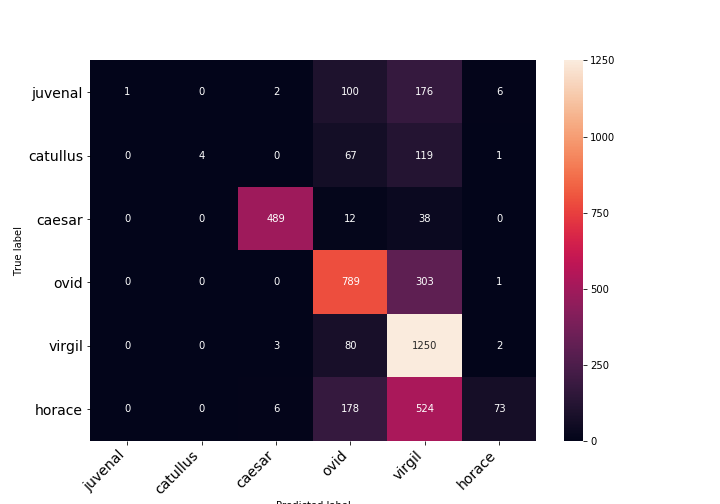 1250
juvenal 1 0 2 100 176 6
1000
catullus 0 4 0 67 119 1
caesar 0 0 489 12 38 0
750
True label
ovid 0 0 0 789 303 1
500
virgil 0 0 3 80 1250 2
250
horace 0 0 6 178 524 73
0
juvenal catullus caesar ovid virgil horace
Predicted label